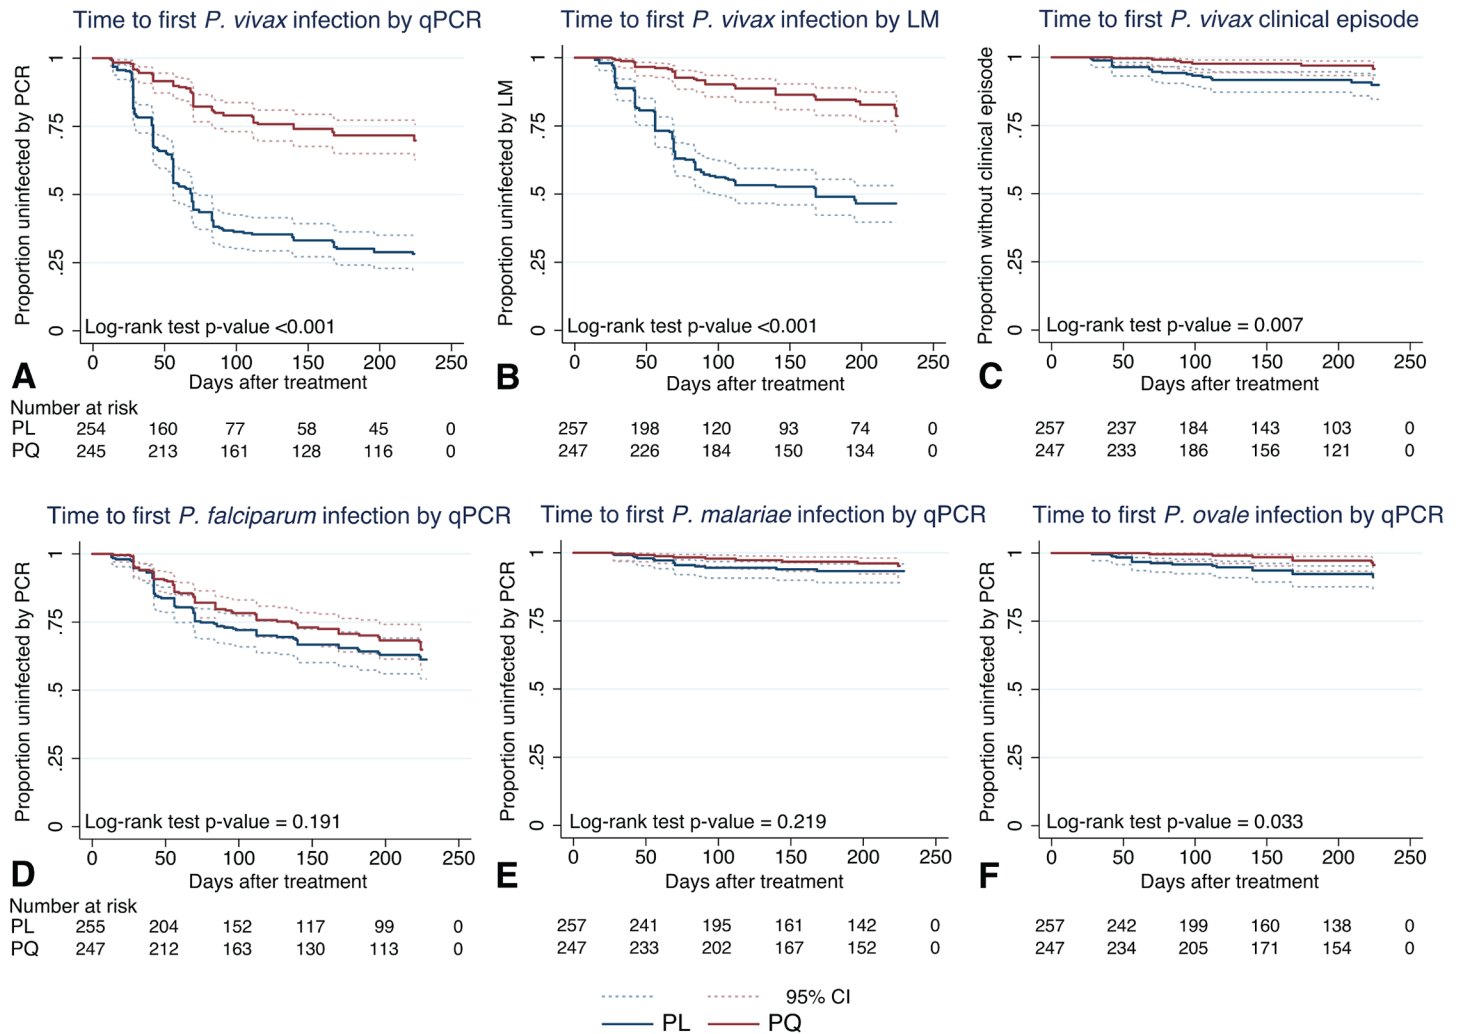 Time to first P. vivax infection by qPCR
Proportion uninfected by PCR
1
.75
.5
.25
0
Log-rank test p-value <0.001
0 50 100 150 200 250
Days after treatment
A
Number at risk
PL 254 160 77 58 45 0
PQ 245 213 161 128 116 0
Time to first P. vivax infection by LM
Proportion uninfected by LM
1
.75
.5
.25
0
Log-rank test p-value <0.001
0 50 100 150 200 250
Days after treatment
B
257 198 120 93 74 0
247 226 184 150 134 0
Time to first P. vivax clinical episode
Proportion without clinical episode
1
.75
.5
.25
0
Log-rank test p-value = 0.007
0 50 100 150 200 250
Days after treatment
C
257 237 184 143 103 0
247 233 186 156 121 0
Time to first P. falciparum infection by qPCR
Proportion uninfected by PCR
1
.75
.5
.25
0
Log-rank test p-value = 0.191
0 50 100 150 200 250
Days after treatment
D
Number at risk
PL 255 204 152 117 99 0
PQ 247 212 163 130 113 0
Time to first P. malariae infection by qPCR
Proportion uninfected by PCR
1
.75
.5
.25
0
Log-rank test p-value = 0.219
0 50 100 150 200 250
Days after treatment
E
257 241 195 161 142 0
247 233 202 167 152 0
Time to first P. ovale infection by qPCR
Proportion uninfected by PCR
1
.75
.5
.25
0
Log-rank test p-value = 0.033
0 50 100 150 200 250
Days after treatment
F
257 242 199 160 138 0
247 234 205 171 154 0
95% CI
PL PQ